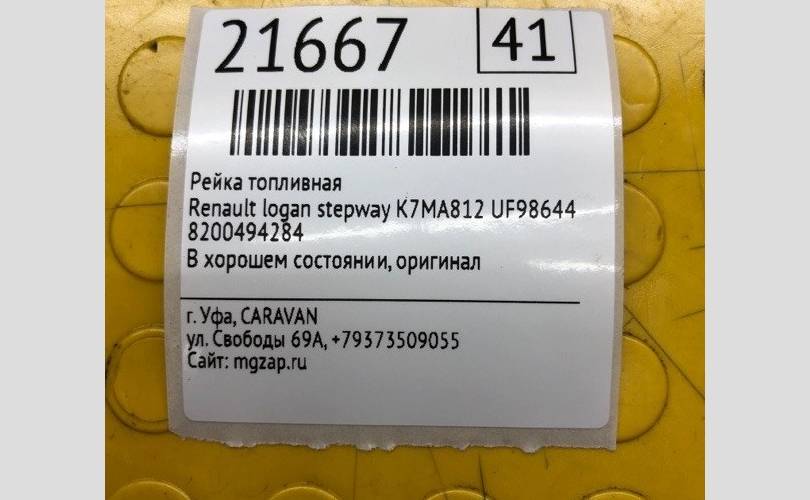 21667 41
Рейка топливная
Renault logan stepway K7MA812 UF98644
8200494284
В хорошем состоянии, оригинал
г. Уфа, CARAVAN
ул. Свободы 69А, +79373509055
Сайт: mgzap.ru